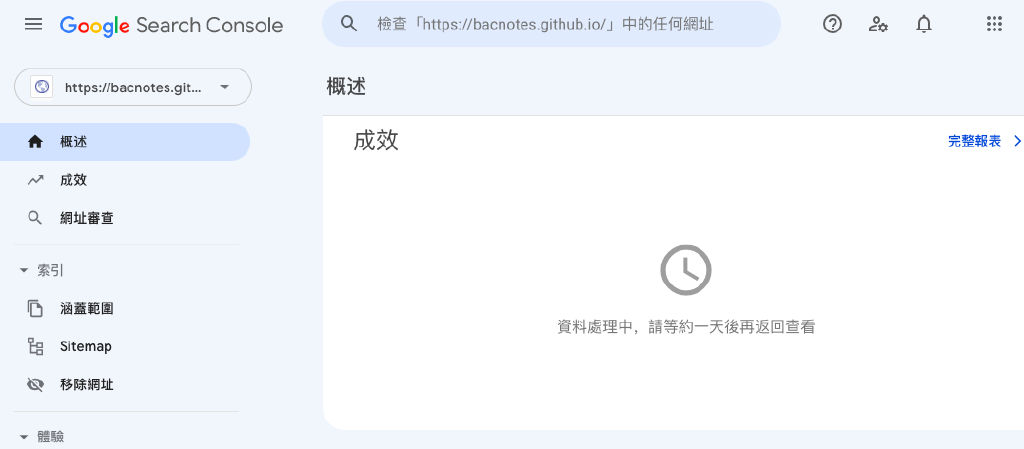 Google Search Console
檢查「https://bacnotes.github.io/」中的任何網址
https://bacnotes.git...
概述
概述
成效
網址審查
索引
涵蓋範圍
Sitemap
移除網址
體驗
成效
完整報表
資料處理中，請等約一天後再返回查看